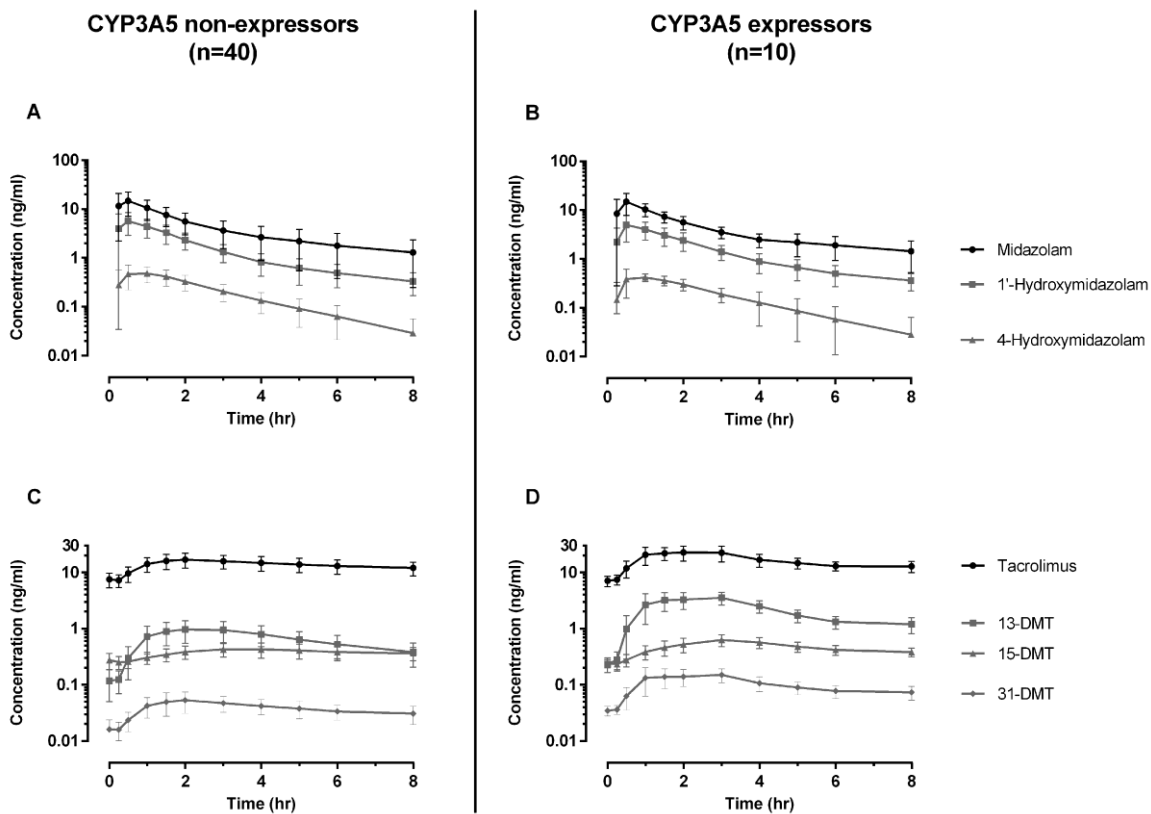 CYP3A5 non-expressors
(n=40)
CYP3A5 expressors
(n=10)
A
Concentration (ng/ml)
100
10
1
0.1
0.01
0 2 4 6 8
Time (hr)
B
Concentration (ng/ml)
100
10
1
0.1
0.01
0 2 4 6 8
Time (hr)
Midazolam
1'-Hydroxymidazolam
4-Hydroxymidazolam
C
Concentration (ng/ml)
30
10
1
0.1
0.01
0 2 4 6 8
Time (hr)
D
Concentration (ng/ml)
30
10
1
0.1
0.01
0 2 4 6 8
Time (hr)
Tacrolimus
13-DMT
15-DMT
31-DMT